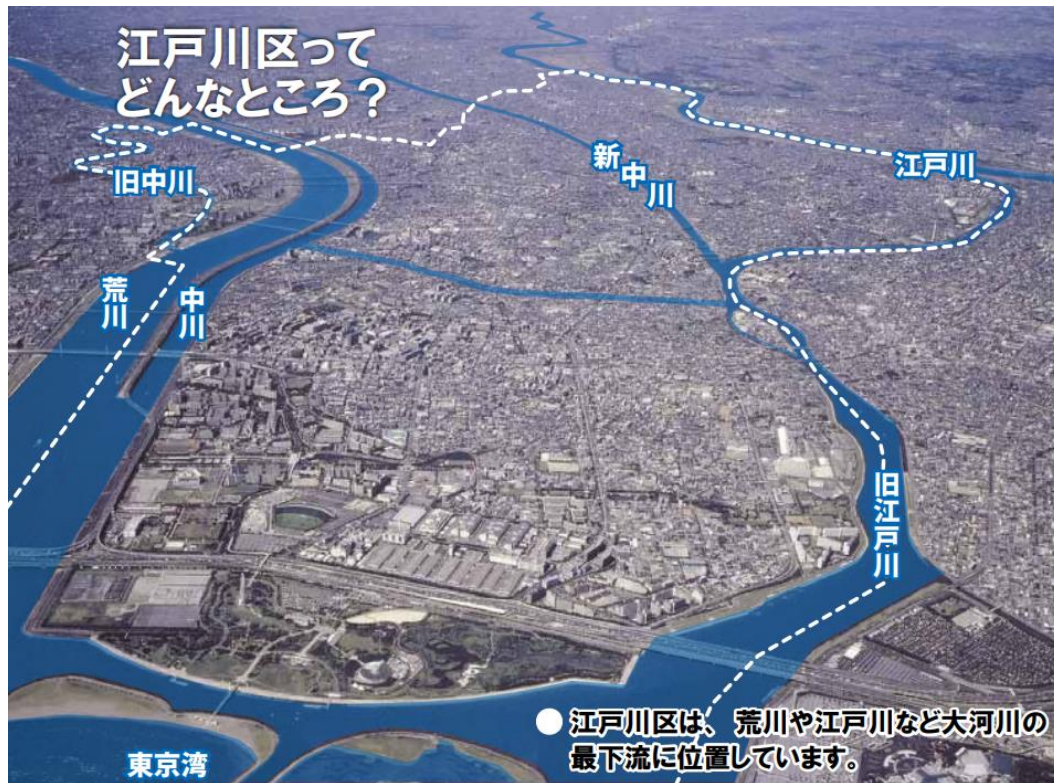 江戸川区って
どんなところ？
旧中川
新中川
江戸川
荒川
中川
旧江戸川
● 江戸川区は、荒川や江戸川など大河川の
最下流に位置しています。
東京湾